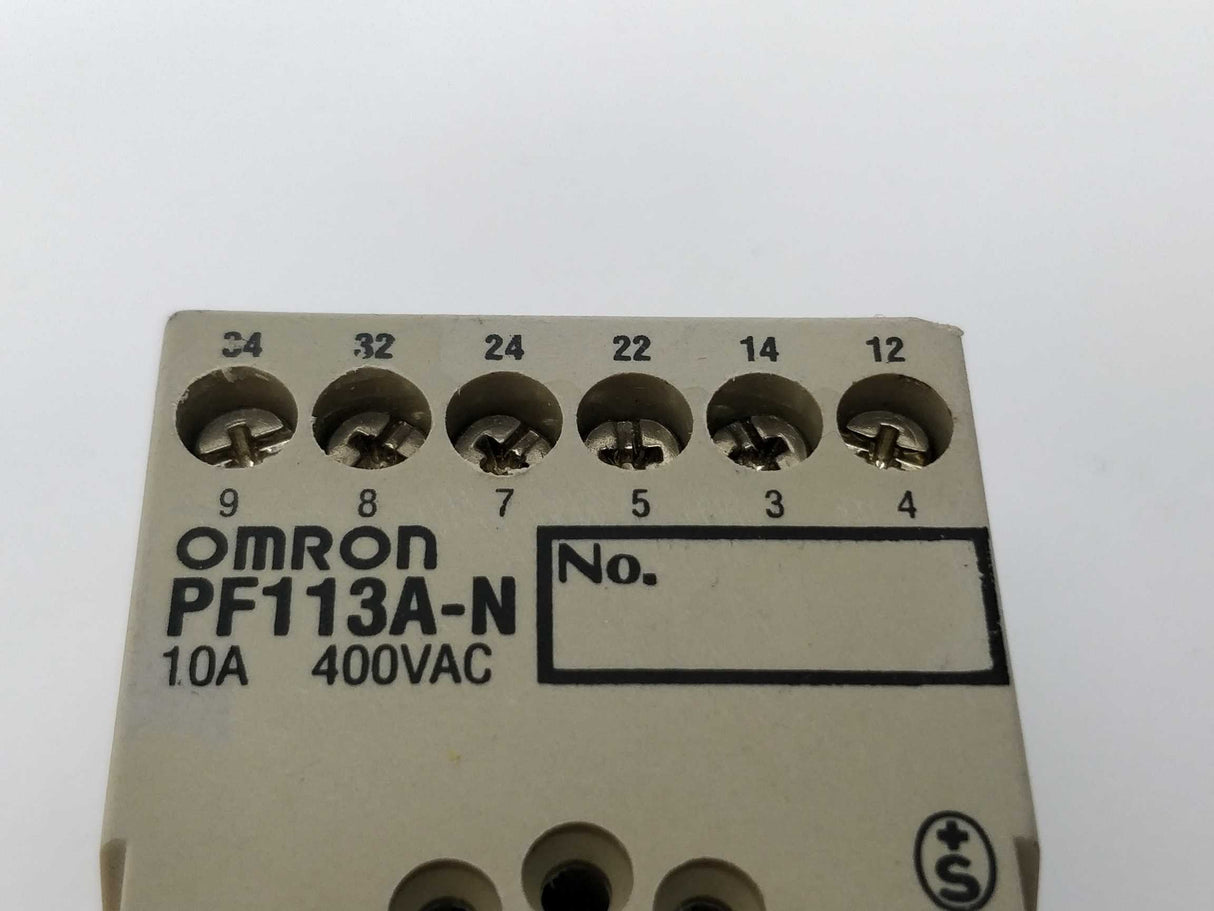 34 32 24 22 14 12
9 8 7 5 3 4
OMRON
PF113A-N
10A 400VAC
No.
+S